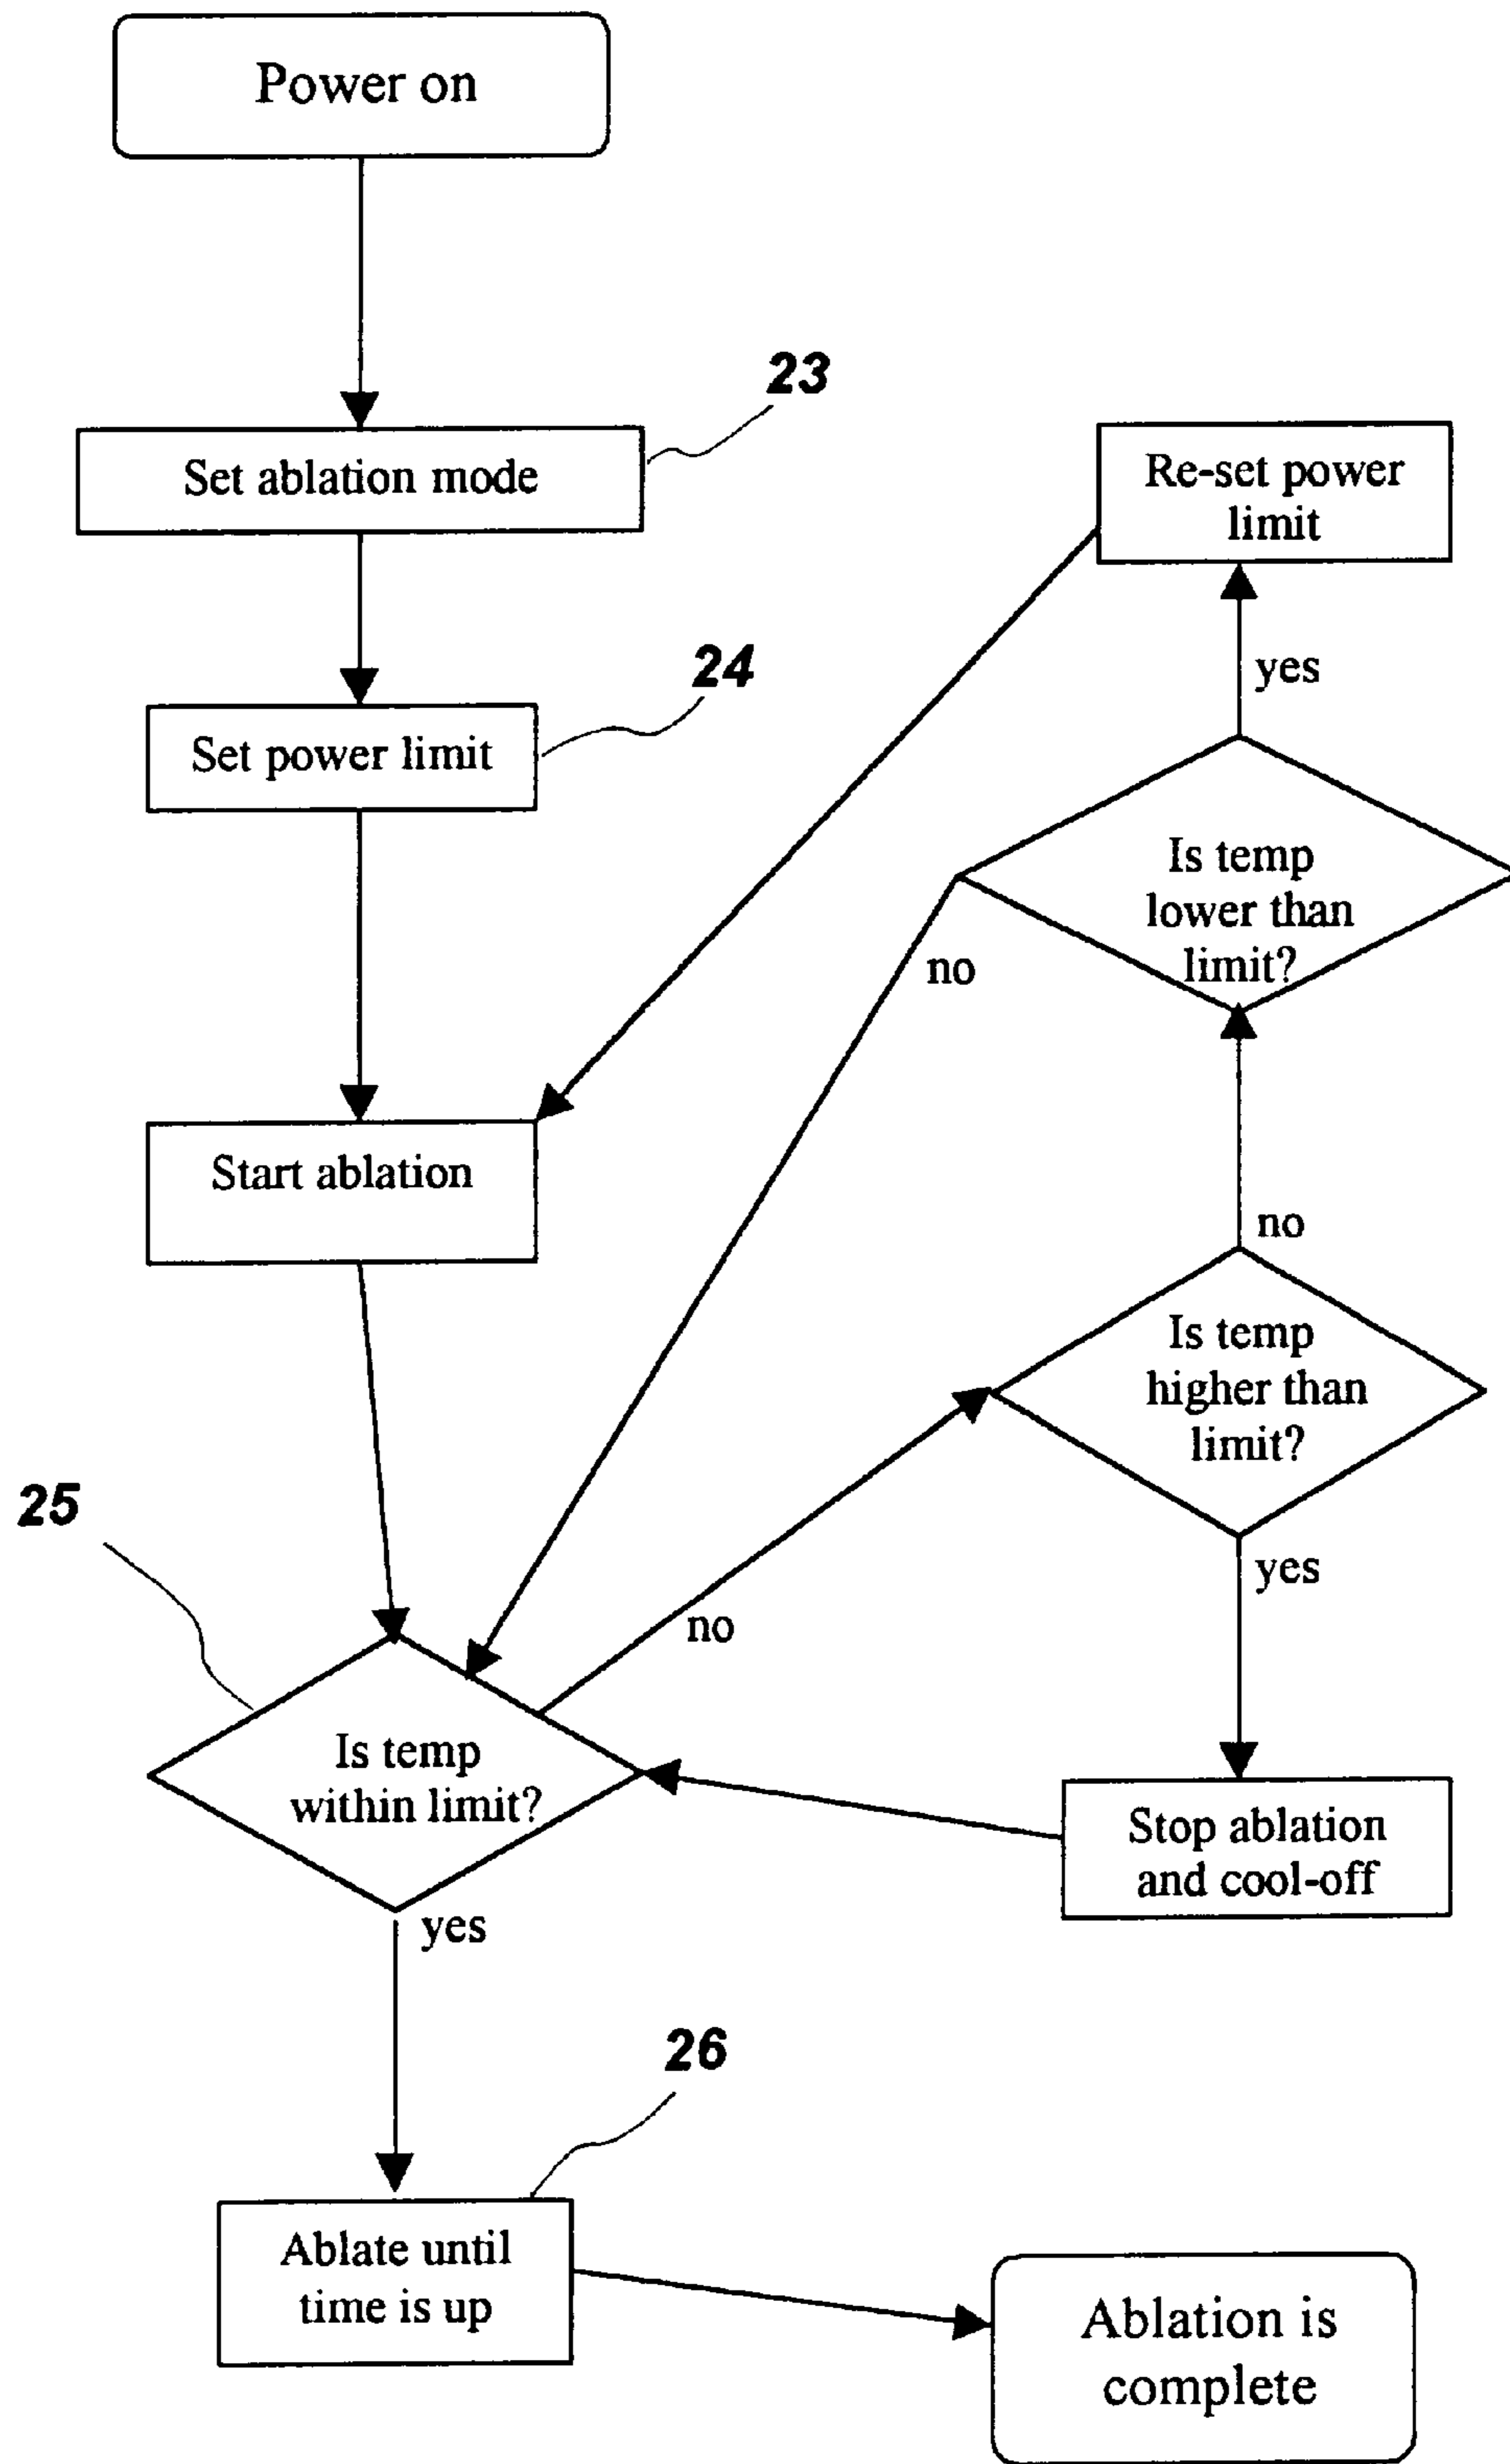 Power on
23
Set ablation mode
Re-set power
limit
24
Set power limit
yes
Is temp
lower than
limit?
no
Start ablation
no
Is temp
higher than
limit?
25
yes
no
Is temp
within limit?
Stop ablation
and cool-off
yes
26
Ablate until
time is up
Ablation is
complete